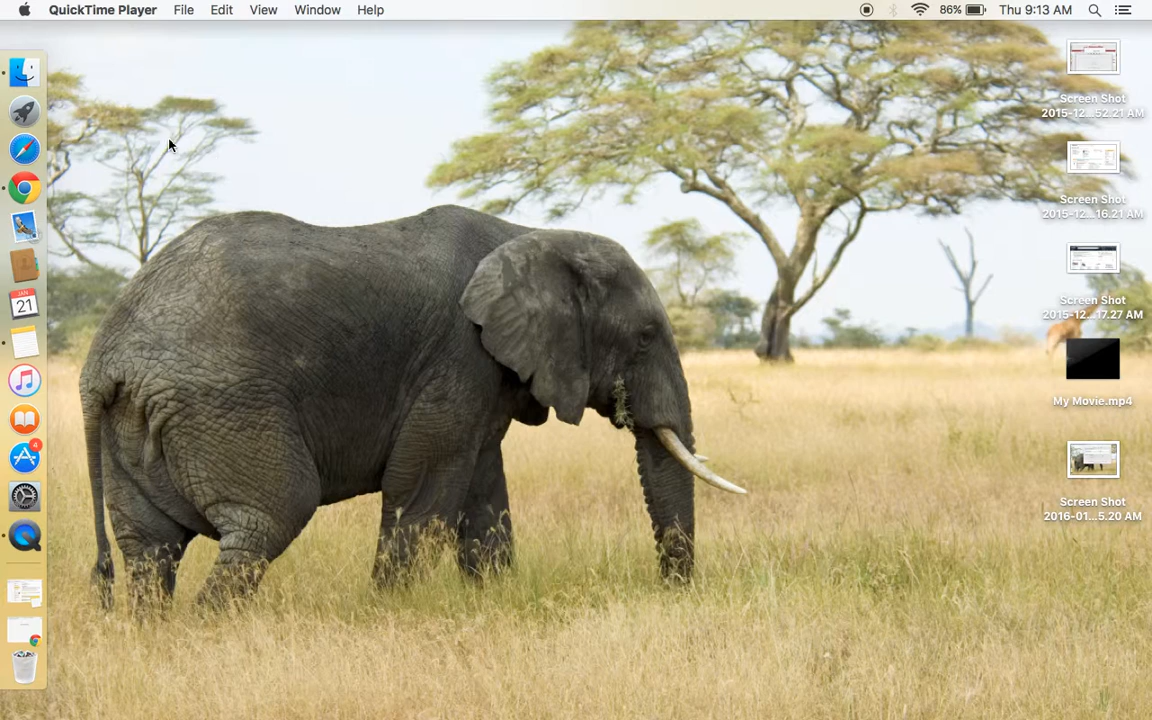 QuickTime Player File Edit View Window Help 86% Thu 9:13 AM
Screen Shot
2015-12...52.21 AM
Screen Shot
2015-12...16.21 AM
Screen Shot
2015-12...17.27 AM
My Movie.mp4
Screen Shot
2016-01...5.20 AM
JAN
21
4